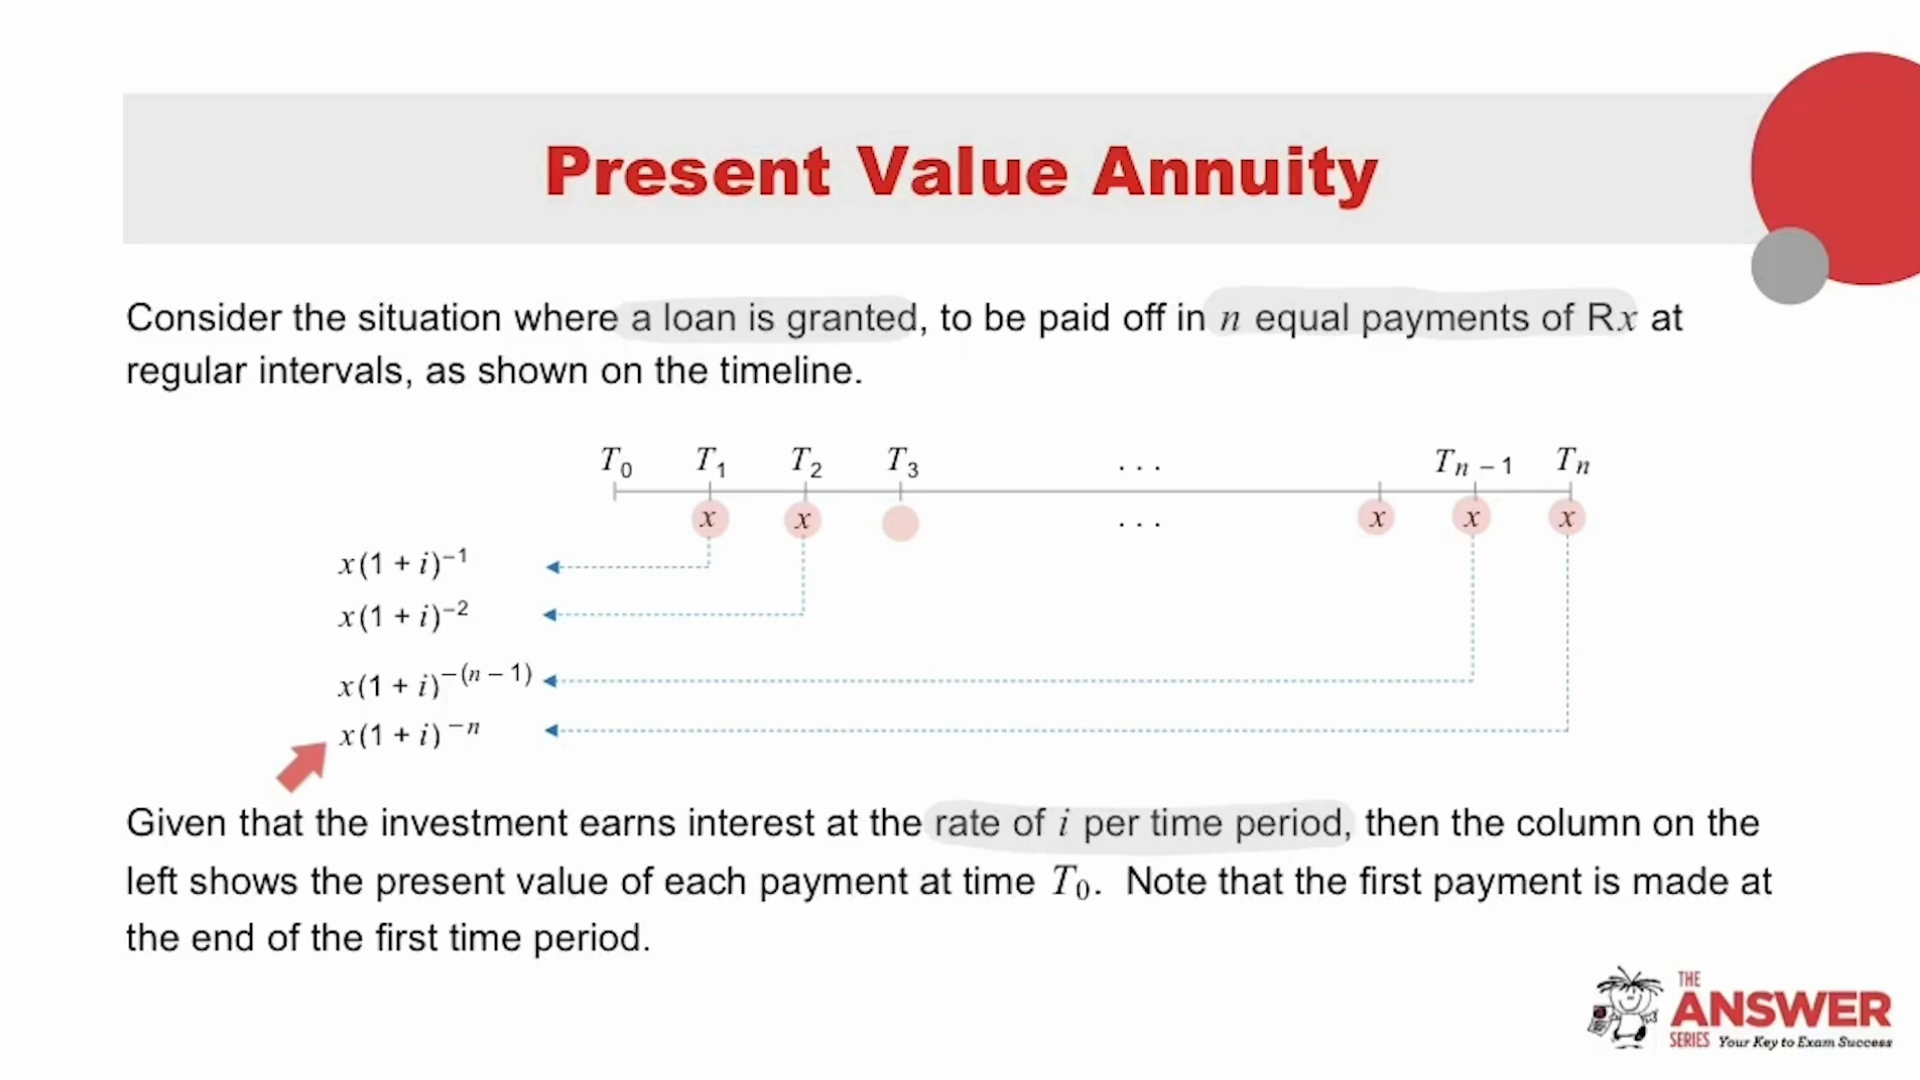 Present Value Annuity
Consider the situation where a loan is granted, to be paid off in n equal payments of Rx at
regular intervals, as shown on the timeline.
T₀ T₁ T₂ T₃ . . . Tₙ ₋ ₁ Tₙ
x x . . . x x x
x(1 + i)⁻¹
x(1 + i)⁻²
x(1 + i)⁻⁽ⁿ ⁻ ¹⁾
x(1 + i)⁻ⁿ
Given that the investment earns interest at the rate of i per time period, then the column on the
left shows the present value of each payment at time T₀. Note that the first payment is made at
the end of the first time period.
THE
ANSWER
SERIES Your Key to Exam Success